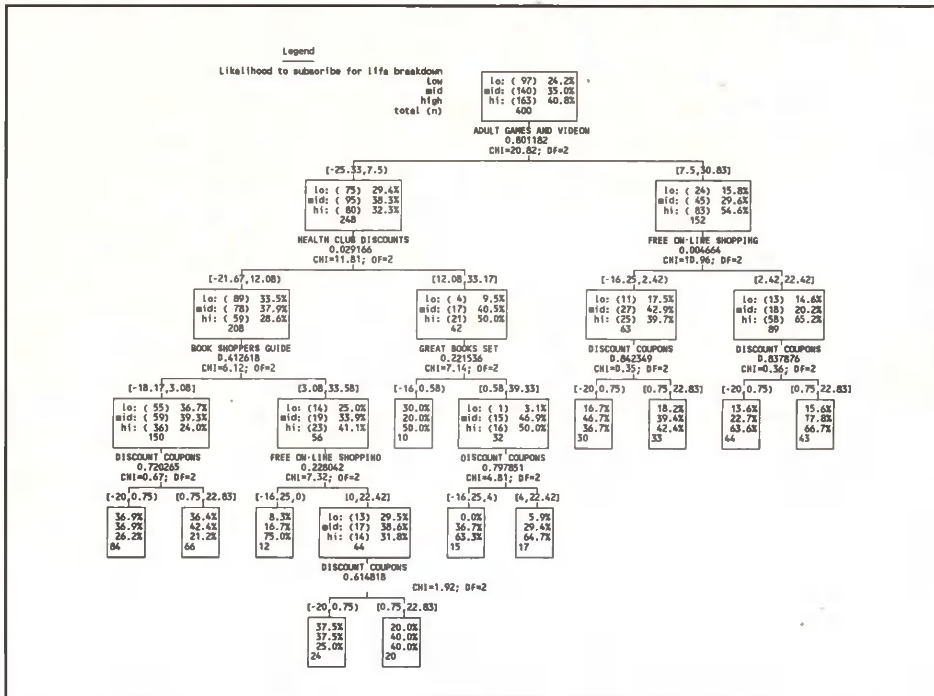 Legend
Likelihood to subscribe for life breakdown
Low
mid
high
total (n)
lo: ( 97) 24.2%
mid: (140) 35.0%
hi: (163) 40.8%
400
ADULT GAMES AND VIDEON
0.801182
CHI=20.82; DF=2
[-25.33,7.5) [7.5,30.83]
lo: ( 75) 29.4% lo: ( 24) 15.8%
mid: ( 95) 38.3% mid: ( 45) 29.6%
hi: ( 80) 32.3% hi: ( 83) 54.6%
248 152
HEALTH CLUB DISCOUNTS FREE ON-LINE SHOPPING
0.029166 0.004664
CHI=11.81; DF=2 CHI=10.96; DF=2
[-21.67,12.08) [12.08,33.17] [-16.25,2.42) [2.42,22.42]
lo: ( 89) 33.5% lo: ( 4) 9.5% lo: (11) 17.5% lo: (13) 14.6%
mid: ( 78) 37.9% mid: (17) 40.5% mid: (27) 42.9% mid: (18) 20.2%
hi: ( 59) 28.6% hi: (21) 50.0% hi: (25) 39.7% hi: (58) 65.2%
208 42 63 89
BOOK SHOPPERS GUIDE GREAT BOOKS SET DISCOUNT COUPONS DISCOUNT COUPONS
0.412618 0.221536 0.842349 0.837876
CHI=6.12; DF=2 CHI=7.14; DF=2 CHI=0.35; DF=2 CHI=0.36; DF=2
[-18.17,3.08) [3.08,33.58] [-16,0.58) [0.58,39.33] [-20,0.75) [0.75,22.83] [-20,0.75) [0.75,22.83]
lo: ( 55) 36.7% lo: (14) 25.0% 30.0% lo: ( 1) 3.1% 16.7% 18.2% 13.6% 15.6%
mid: ( 59) 39.3% mid: (19) 33.9% 20.0% mid: (15) 46.9% 46.7% 39.4% 22.7% 17.8%
hi: ( 36) 24.0% hi: (23) 41.1% 50.0% hi: (16) 50.0% 36.7% 42.4% 63.6% 66.7%
150 56 10 32 30 33 44 43
DISCOUNT COUPONS FREE ON-LINE SHOPPING DISCOUNT COUPONS
0.720265 0.228042 0.797851
CHI=0.67; DF=2 CHI=7.32; DF=2 CHI=4.81; DF=2
[-20,0.75) [0.75,22.83] [-16.25,0) [0,22.42] [-16.25,4) [4,22.42]
36.9% 36.4% 8.3% lo: (13) 29.5% 0.0% 5.9%
36.9% 42.4% 16.7% mid: (17) 38.6% 36.7% 29.4%
26.2% 21.2% 75.0% hi: (14) 31.8% 63.3% 64.7%
84 66 12 44 15 17
DISCOUNT COUPONS
0.614818
CHI=1.92; DF=2
[-20,0.75) [0.75,22.83]
37.5% 20.0%
37.5% 40.0%
25.0% 40.0%
24 20